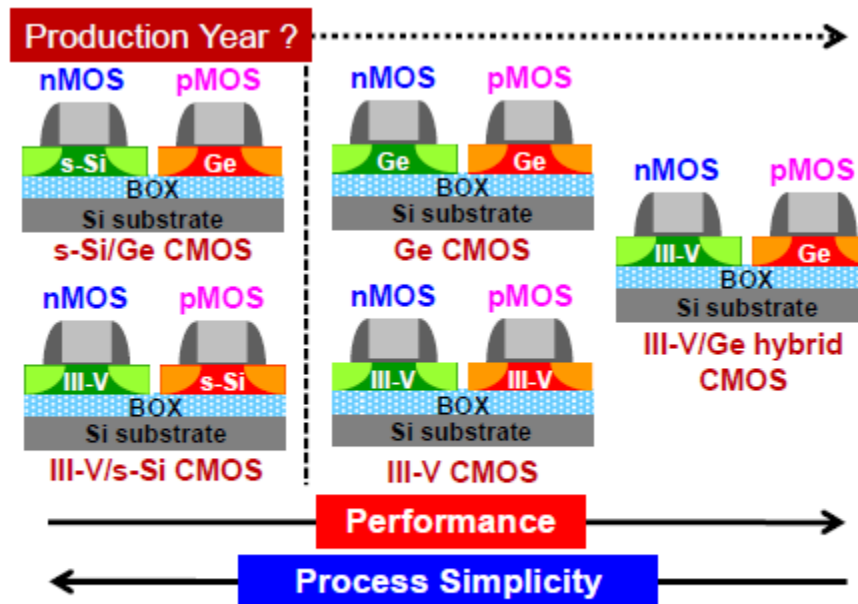 Production Year ?
nMOS pMOS
s-Si Ge
BOX
Si substrate
s-Si/Ge CMOS
nMOS pMOS
III-V s-Si
BOX
Si substrate
III-V/s-Si CMOS
nMOS pMOS
Ge Ge
BOX
Si substrate
Ge CMOS
nMOS pMOS
III-V III-V
BOX
Si substrate
III-V CMOS
nMOS pMOS
III-V Ge
BOX
Si substrate
III-V/Ge hybrid
CMOS
Performance
Process Simplicity